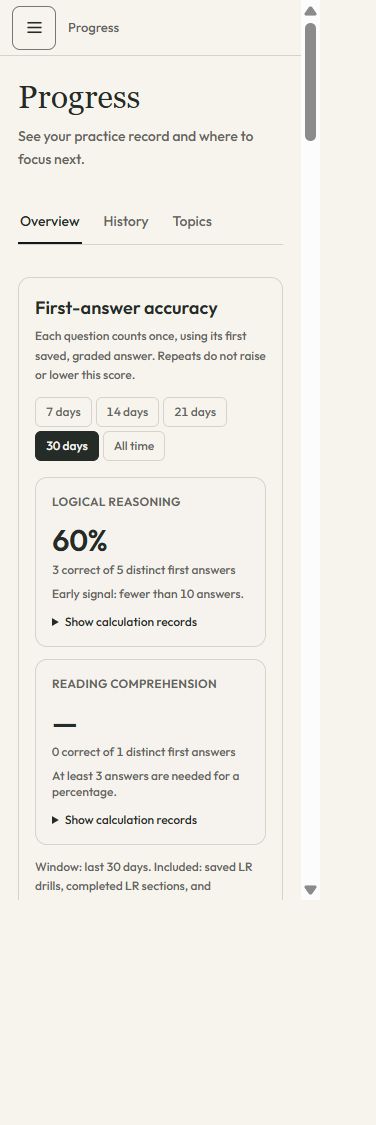 Progress
Progress
See your practice record and where to
focus next.
Overview
History
Topics
First-answer accuracy
Each question counts once, using its first
saved, graded answer. Repeats do not raise
or lower this score.
7 days
14 days
21 days
30 days
All time
LOGICAL REASONING
60%
3 correct of 5 distinct first answers
Early signal: fewer than 10 answers.
Show calculation records
READING COMPREHENSION
—
0 correct of 1 distinct first answers
At least 3 answers are needed for a
percentage.
Show calculation records
Window: last 30 days. Included: saved LR
drills, completed LR sections, and